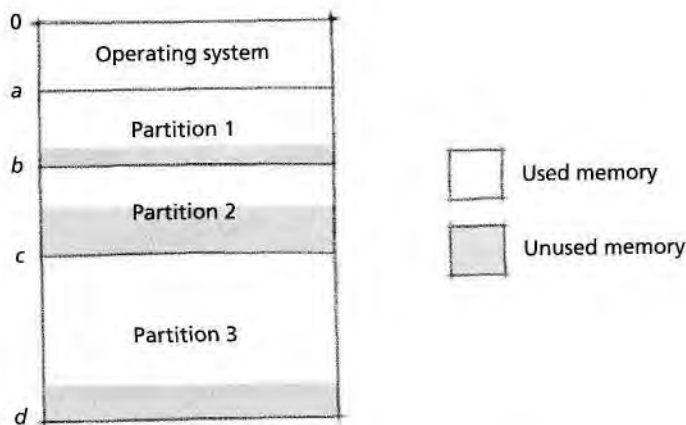 0
Operating system
a
Partition 1
b
Partition 2
c
Partition 3
d
Used memory
Unused memory